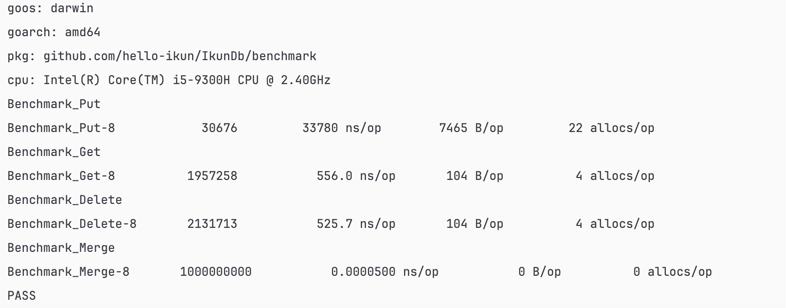 goos: darwin
goarch: amd64
pkg: github.com/hello-ikun/IkunDb/benchmark
cpu: Intel(R) Core(TM) i5-9300H CPU @ 2.40GHz
Benchmark_Put
Benchmark_Put-8 30676 33780 ns/op 7465 B/op 22 allocs/op
Benchmark_Get
Benchmark_Get-8 1957258 556.0 ns/op 104 B/op 4 allocs/op
Benchmark_Delete
Benchmark_Delete-8 2131713 525.7 ns/op 104 B/op 4 allocs/op
Benchmark_Merge
Benchmark_Merge-8 1000000000 0.0000500 ns/op 0 B/op 0 allocs/op
PASS